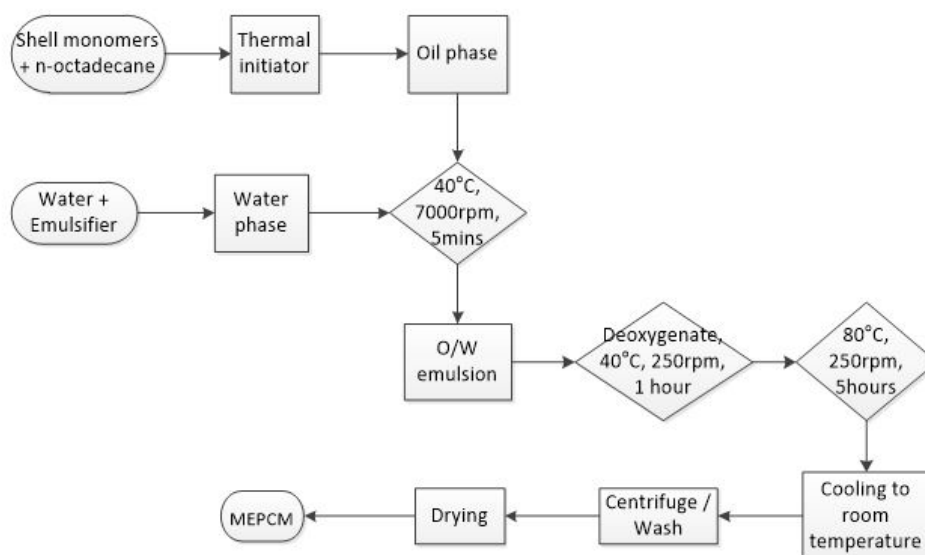 Shell monomers
+ n-octadecane
Thermal
initiator
Oil phase
Water +
Emulsifier
Water
phase
40°C,
7000rpm,
5mins
O/W
emulsion
Deoxygenate,
40°C, 250rpm,
1 hour
80°C,
250rpm,
5hours
Cooling to
room
temperature
Centrifuge /
Wash
Drying
MEPCM